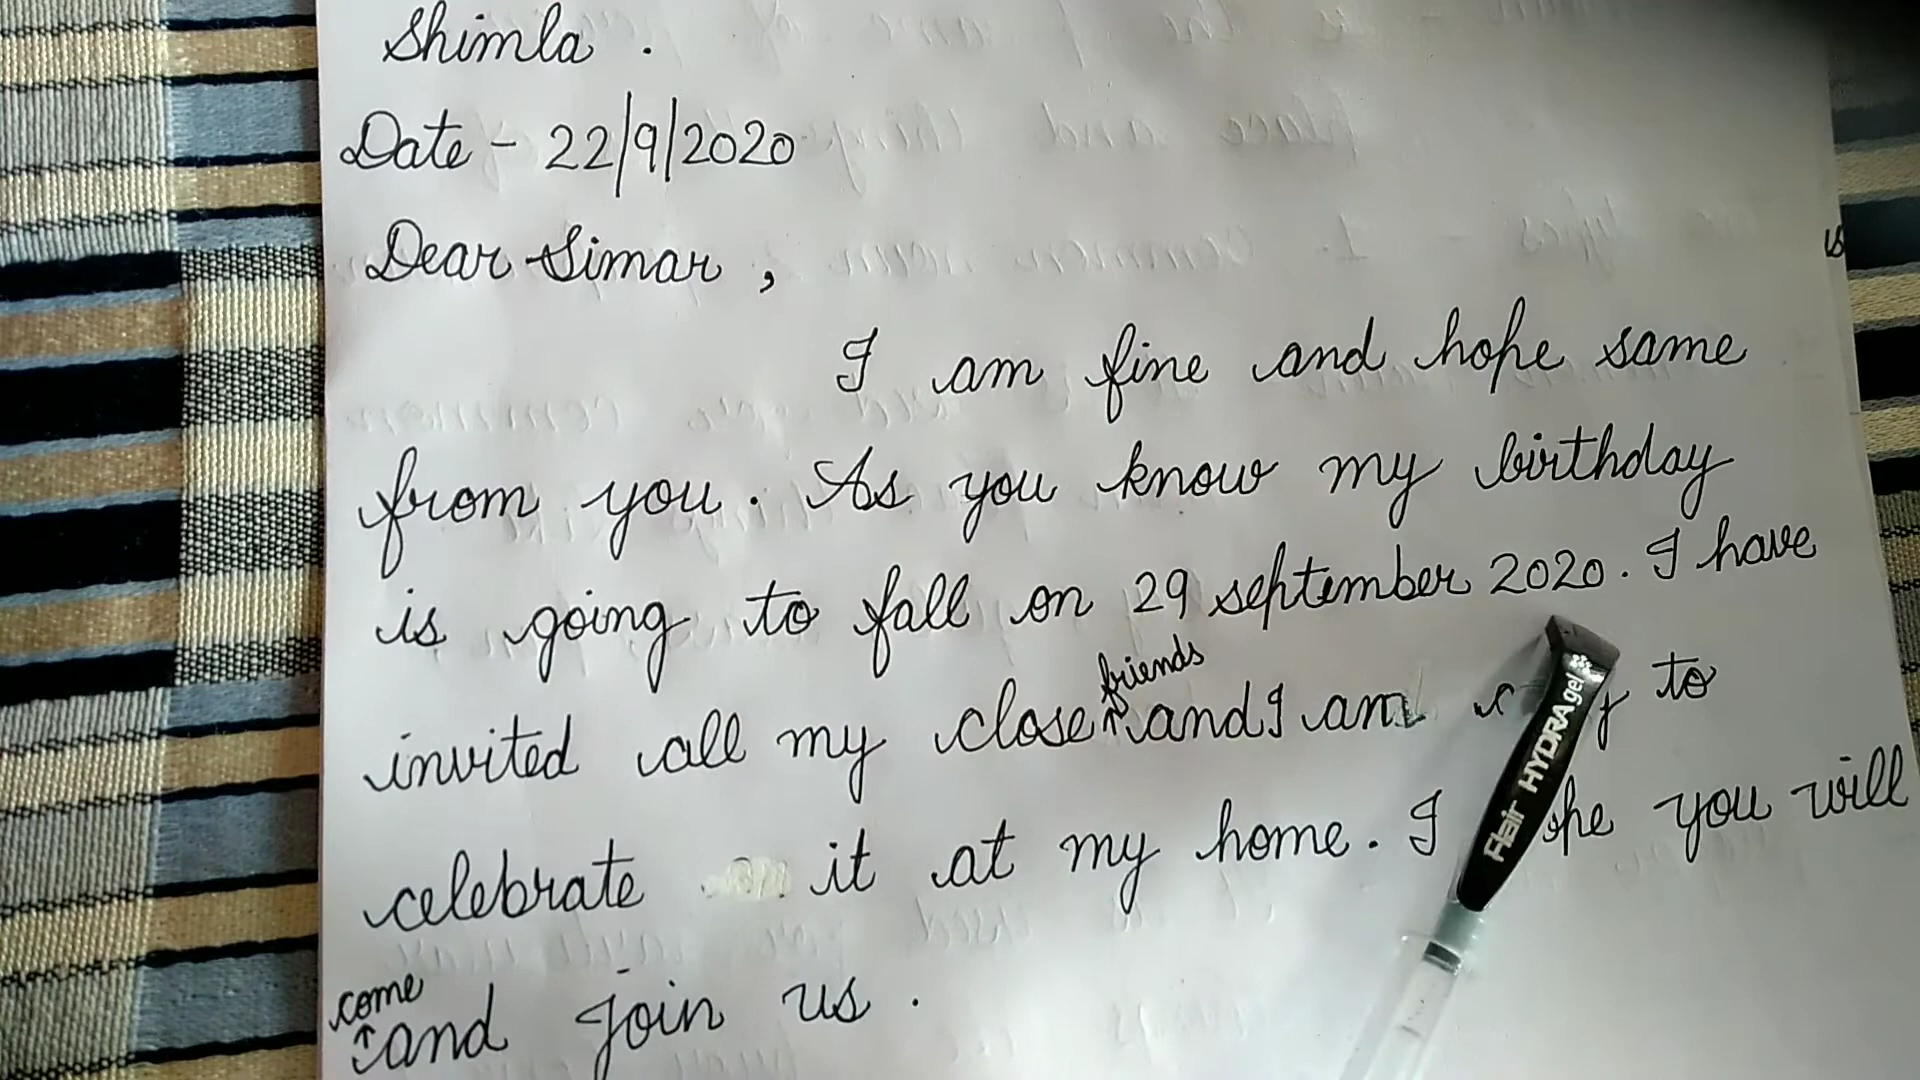 Shimla .
Date - 22/9/2020
Dear Simar ,
I am fine and hope same
from you. As you know my birthday
is going to fall on 29 september 2020. I have
friends
invited all my close and I am to
celebrate it at my home. I you will
come
and join us .
Flair HYDRA gel
is